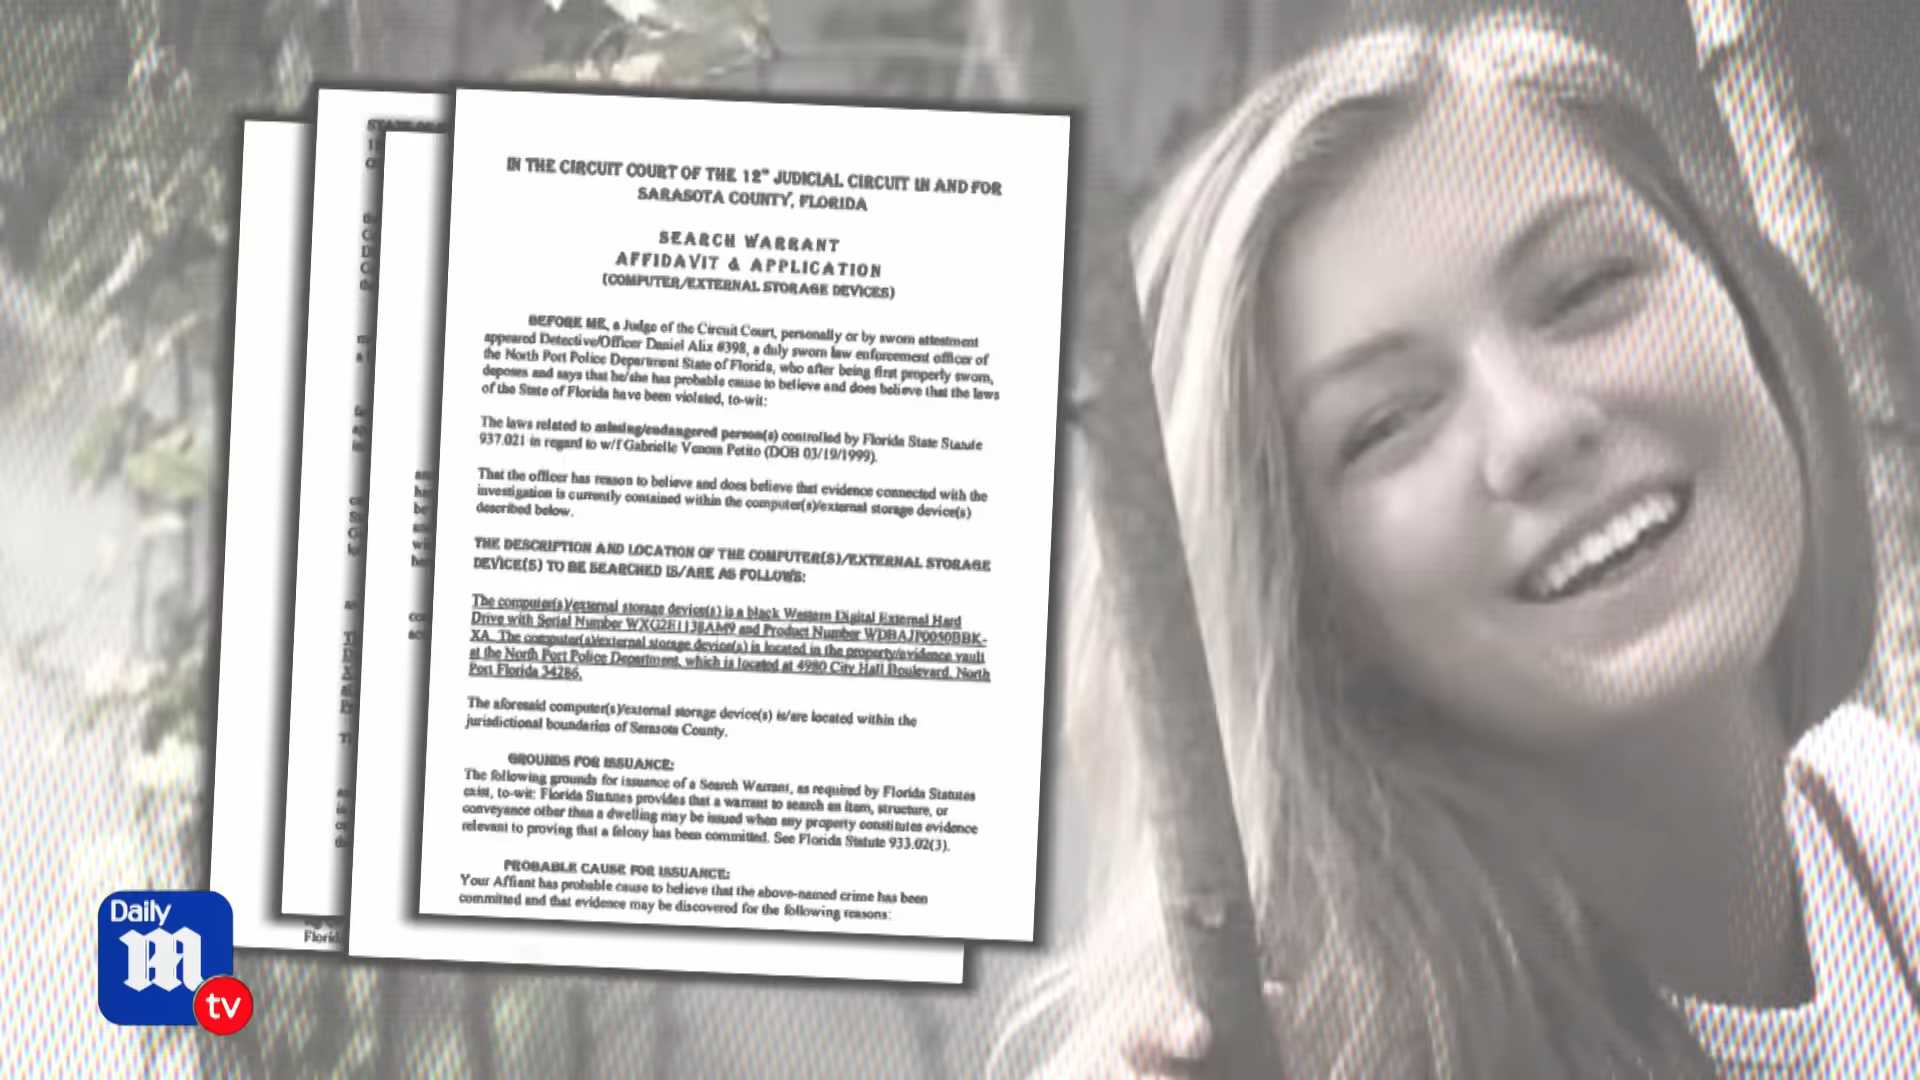 IN THE CIRCUIT COURT OF THE 12" JUDICIAL CIRCUIT IN AND FOR
SARASOTA COUNTY, FLORIDA
SEARCH WARRANT
AFFIDAVIT & APPLICATION
(COMPUTER/EXTERNAL STORAGE DEVICES)
BEFORE ME, a Judge of the Circuit Court, personally or by sworn attestment
appeared Detective/Officer Daniel Alix #398, a duly sworn law enforcement officer of
the North Port Police Department State of Florida, who after being first properly sworn,
deposes and says that he/she has probable cause to believe and does believe that the laws
of the State of Florida have been violated, to-wit:
The laws related to missing/endangered person(s) controlled by Florida State Statute
937.021 in regard to w/f Gabrielle Venora Petito (DOB 03/19/1999).
That the officer has reason to believe and does believe that evidence connected with the
investigation is currently contained within the computer(s)/external storage device(s)
described below.
THE DESCRIPTION AND LOCATION OF THE COMPUTER(S)/EXTERNAL STORAGE
DEVICE(S) TO BE SEARCHED IS/ARE AS FOLLOWS:
The computer(s)/external storage device(s) is a black Western Digital External Hard
Drive with Serial Number and Product Number
XA. The computer(s)/external storage device(s) is located in the property/evidence vault
at the North Port Police Department, which is located at 4980 City Hall Boulevard, North
Port Florida 34286.
The aforesaid computer(s)/external storage device(s) is/are located within the
jurisdictional boundaries of Sarasota County.
GROUNDS FOR ISSUANCE:
The following grounds for issuance of a Search Warrant, as required by Florida Statutes
exist, to-wit: Florida Statutes provides that a warrant to search an item, structure, or
conveyance other than a dwelling may be issued when any property constitutes evidence
relevant to proving that a felony has been committed. See Florida Statute 933.02(3).
PROBABLE CAUSE FOR ISSUANCE:
Your Affiant has probable cause to believe that the above-named crime has been
committed and that evidence may be discovered for the following reasons:
Daily
M
tv